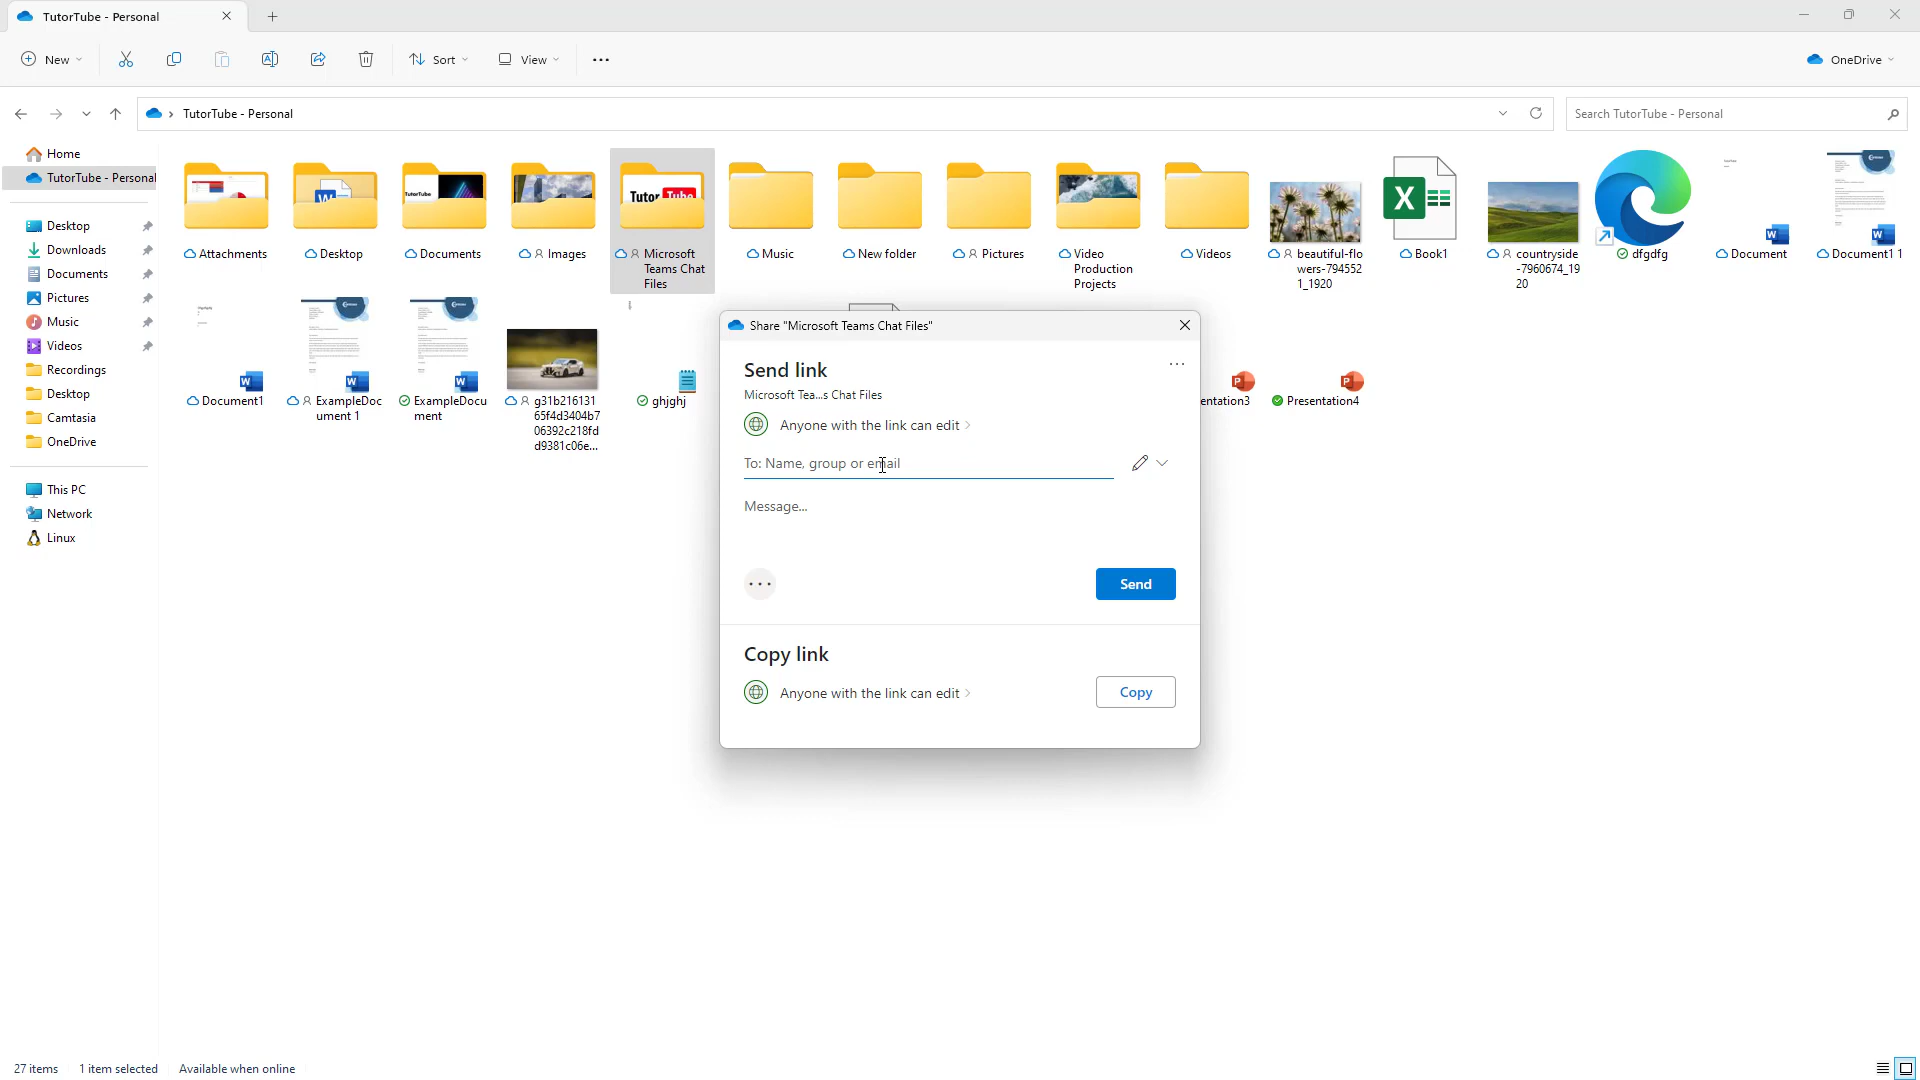 TutorTube - Personal
New
Sort
View
OneDrive
TutorTube - Personal
Search TutorTube - Personal
Home
TutorTube - Personal
Desktop
Downloads
Documents
Pictures
Music
Videos
Recordings
Desktop
Camtasia
OneDrive
This PC
Network
Linux
Attachments
Desktop
TutorTube
Documents
Images
Tutor Tube
Microsoft
Teams Chat
Files
Music
New folder
Pictures
Video
Production
Projects
Videos
beautiful-flo
wers-794552
1_1920
Book1
countryside
-7960674_19
20
dfgdfg
Document
Document1 1
Document1
ExampleDoc
ument 1
ExampleDocu
ment
g31b216131
65f4d3404b7
06392c218fd
d9381c06e...
ghjghj
entation3
Presentation4
Share "Microsoft Teams Chat Files"
Send link
Microsoft Tea...s Chat Files
Anyone with the link can edit
To: Name, group or email
Message...
Send
Copy link
Anyone with the link can edit
Copy
27 items
1 item selected
Available when online